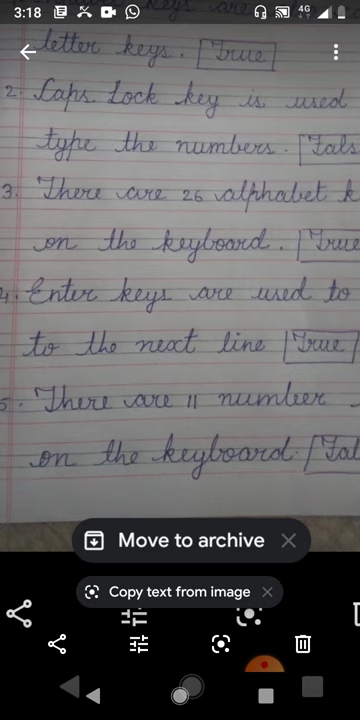 3:18
4G
letter keys. True
2. Caps Lock key is used
type the numbers. Fals
3. There are 26 alphabet k
on the keyboard. True
4. Enter keys are used to
to the next line True
5. There are 11 number
on the keyboard. Fal
Move to archive
Copy text from image